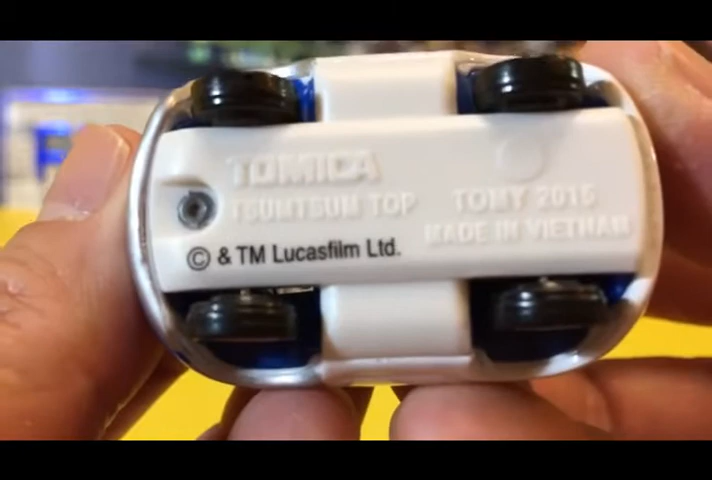 TOMICA
TSUMTSUM TOP
© & TM Lucasfilm Ltd.
TOMY 2015
MADE IN VIETNAM